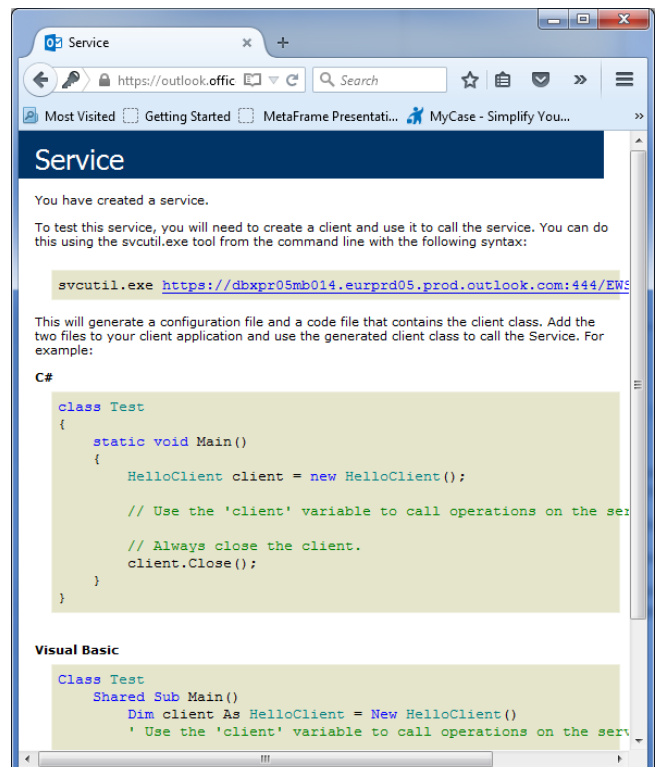 Service
https://outlook.offic
Search
Most Visited Getting Started MetaFrame Presentati... MyCase - Simplify You...
Service
You have created a service.
To test this service, you will need to create a client and use it to call the service. You can do
this using the svcutil.exe tool from the command line with the following syntax:
svcutil.exe https://dbxpr05mb014.eurprd05.prod.outlook.com:444/EWS
This will generate a configuration file and a code file that contains the client class. Add the
two files to your client application and use the generated client class to call the Service. For
example:
C#
class Test
{
static void Main()
{
HelloClient client = new HelloClient();
// Use the 'client' variable to call operations on the ser
// Always close the client.
client.Close();
}
}
Visual Basic
Class Test
Shared Sub Main()
Dim client As HelloClient = New HelloClient()
' Use the 'client' variable to call operations on the serv